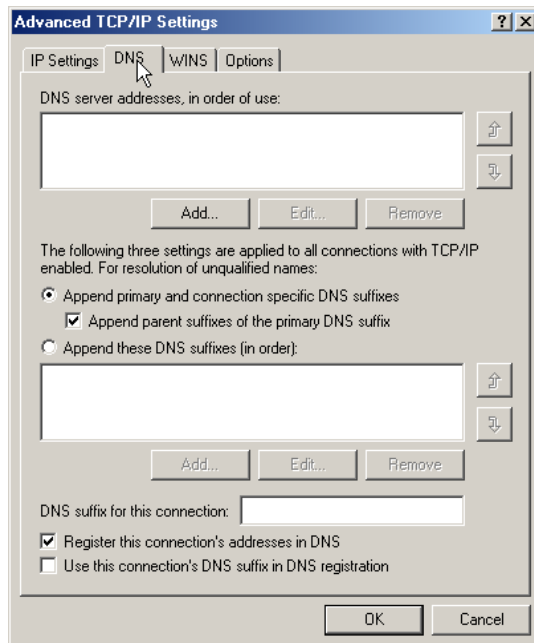 Advanced TCP/IP Settings
IP Settings DNS WINS Options
DNS server addresses, in order of use:
Add... Edit... Remove
The following three settings are applied to all connections with TCP/IP
enabled. For resolution of unqualified names:
Append primary and connection specific DNS suffixes
Append parent suffixes of the primary DNS suffix
Append these DNS suffixes (in order):
Add... Edit... Remove
DNS suffix for this connection:
Register this connection's addresses in DNS
Use this connection's DNS suffix in DNS registration
OK Cancel